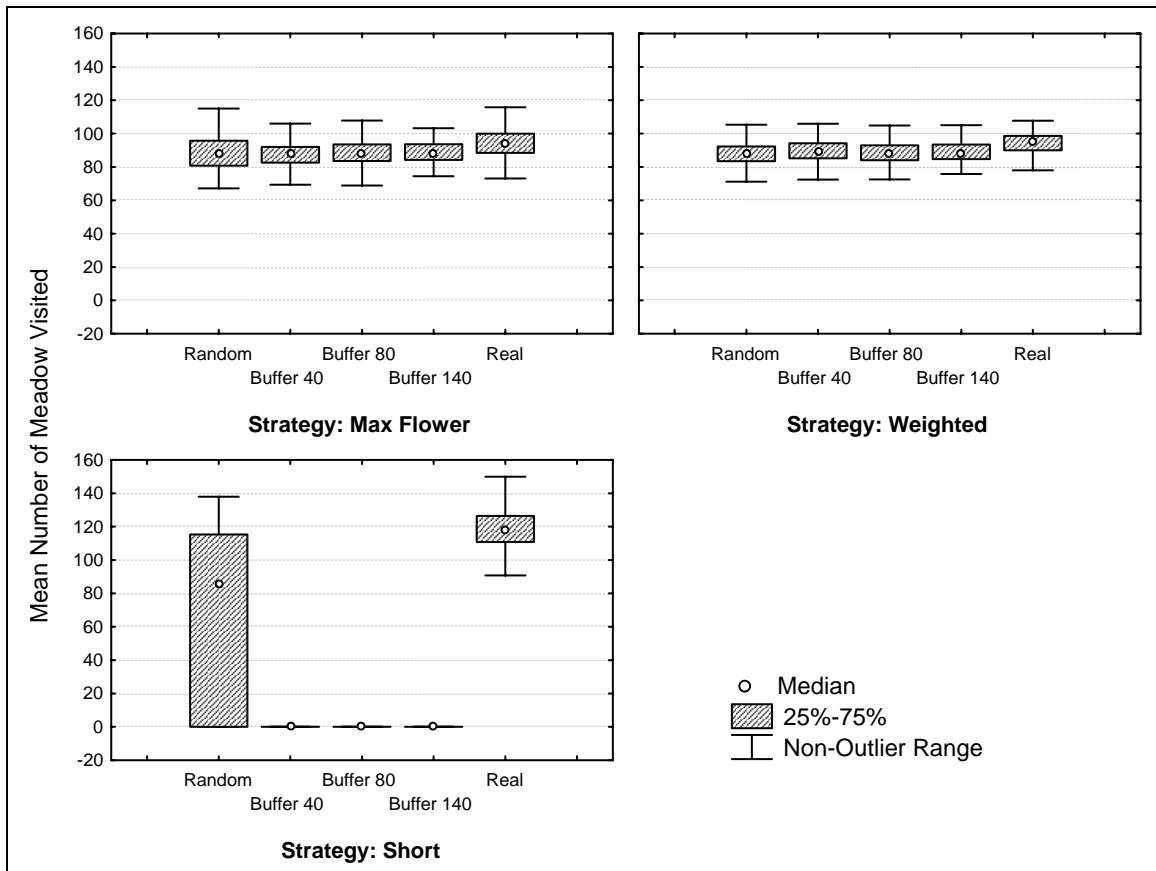 Mean Number of Meadow Visited
160
140
120
100
80
60
40
20
0
-20
Random
Buffer 80
Real
Buffer 40
Buffer 140
Strategy: Max Flower
Random
Buffer 80
Real
Buffer 40
Buffer 140
Strategy: Weighted
160
140
120
100
80
60
40
20
0
-20
Random
Buffer 80
Real
Buffer 40
Buffer 140
Strategy: Short
Median
25%-75%
Non-Outlier Range